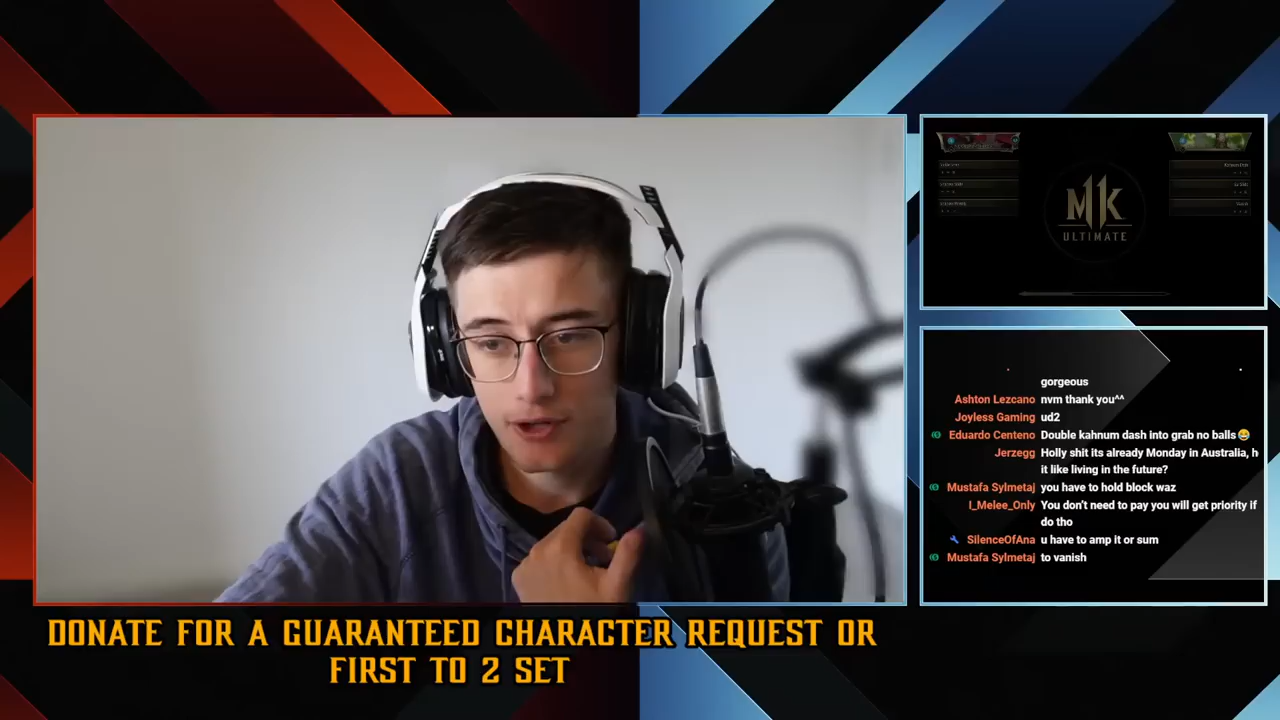 MK
ULTIMATE
gorgeous
Ashton Lezcano nvm thank you^^
Joyless Gaming ud2
Eduardo Centeno Double kahnum dash into grab no balls😂
Jerzegg Holly shit its already Monday in Australia, h
it like living in the future?
Mustafa Sylmetaj you have to hold block waz
I_Melee_Only You don't need to pay you will get priority if
do tho
SilenceOfAna u have to amp it or sum
Mustafa Sylmetaj to vanish
DONATE FOR A GUARANTEED CHARACTER REQUEST OR
FIRST TO 2 SET